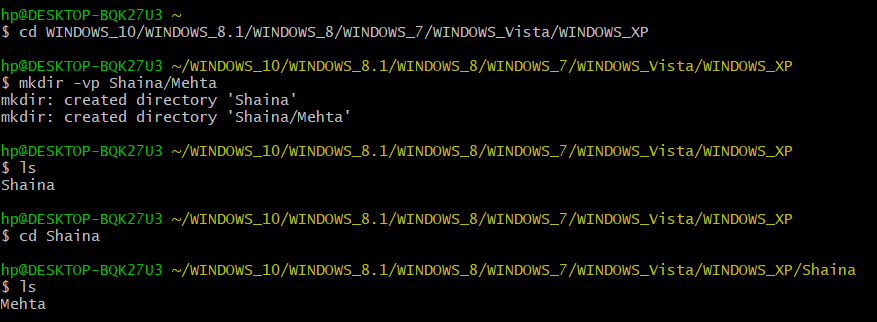 hp@DESKTOP-BQK27U3 ~
$ cd WINDOWS_10/WINDOWS_8.1/WINDOWS_8/WINDOWS_7/WINDOWS_Vista/WINDOWS_XP
hp@DESKTOP-BQK27U3 ~/WINDOWS_10/WINDOWS_8.1/WINDOWS_8/WINDOWS_7/WINDOWS_Vista/WINDOWS_XP
$ mkdir -vp Shaina/Mehta
mkdir: created directory 'Shaina'
mkdir: created directory 'Shaina/Mehta'
hp@DESKTOP-BQK27U3 ~/WINDOWS_10/WINDOWS_8.1/WINDOWS_8/WINDOWS_7/WINDOWS_Vista/WINDOWS_XP
$ ls
Shaina
hp@DESKTOP-BQK27U3 ~/WINDOWS_10/WINDOWS_8.1/WINDOWS_8/WINDOWS_7/WINDOWS_Vista/WINDOWS_XP
$ cd Shaina
hp@DESKTOP-BQK27U3 ~/WINDOWS_10/WINDOWS_8.1/WINDOWS_8/WINDOWS_7/WINDOWS_Vista/WINDOWS_XP/Shaina
$ ls
Mehta